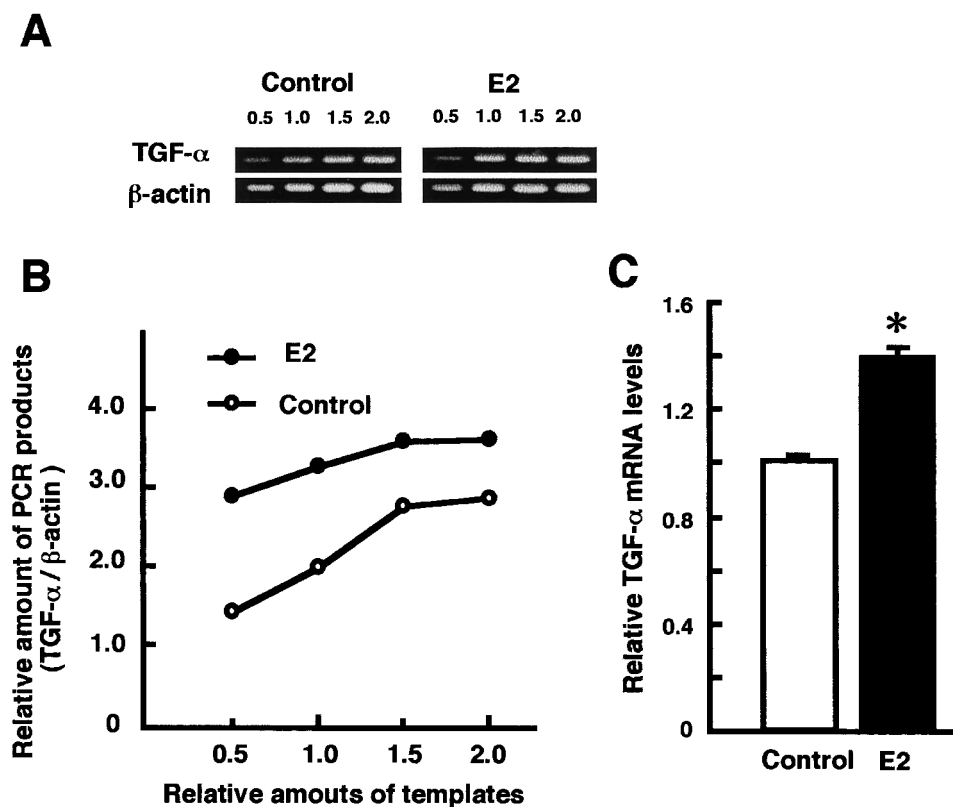 A
Control E2
0.5 1.0 1.5 2.0 0.5 1.0 1.5 2.0
TGF-α
β-actin
B
Relative amount of PCR products
(TGF-α / β-actin)
E2
Control
4.0
3.0
2.0
1.0
0
0.5 1.0 1.5 2.0
Relative amouts of templates
C
Relative TGF-α mRNA levels
1.6
*
1.2
0.8
0.4
0
Control E2